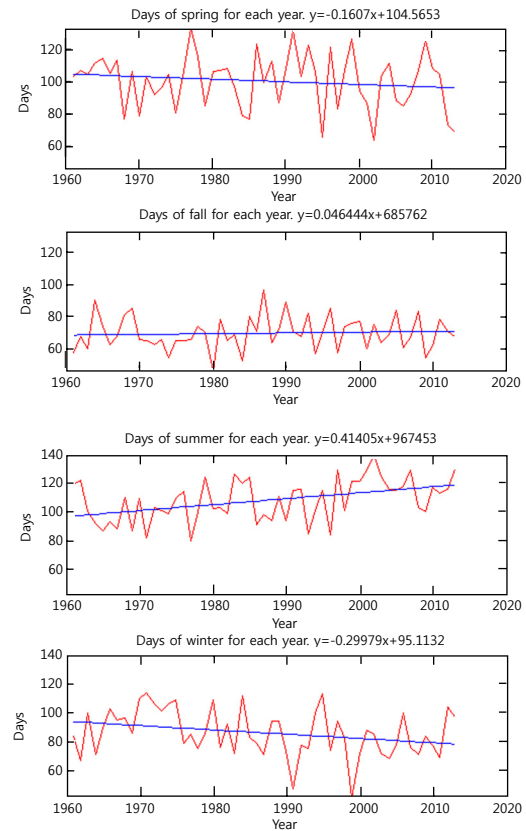 Days of spring for each year. y=-0.1607x+104.5653
120
100
80
60
Days
1960 1970 1980 1990 2000 2010 2020
Year
Days of fall for each year. y=0.046444x+685762
120
100
80
60
Days
1960 1970 1980 1990 2000 2010 2020
Days of summer for each year. y=0.41405x+967453
140
120
100
80
60
Days
1960 1970 1980 1990 2000 2010 2020
Year
Days of winter for each year. y=-0.29979x+95.1132
140
120
100
80
60
Days
1960 1970 1980 1990 2000 2010 2020
Year